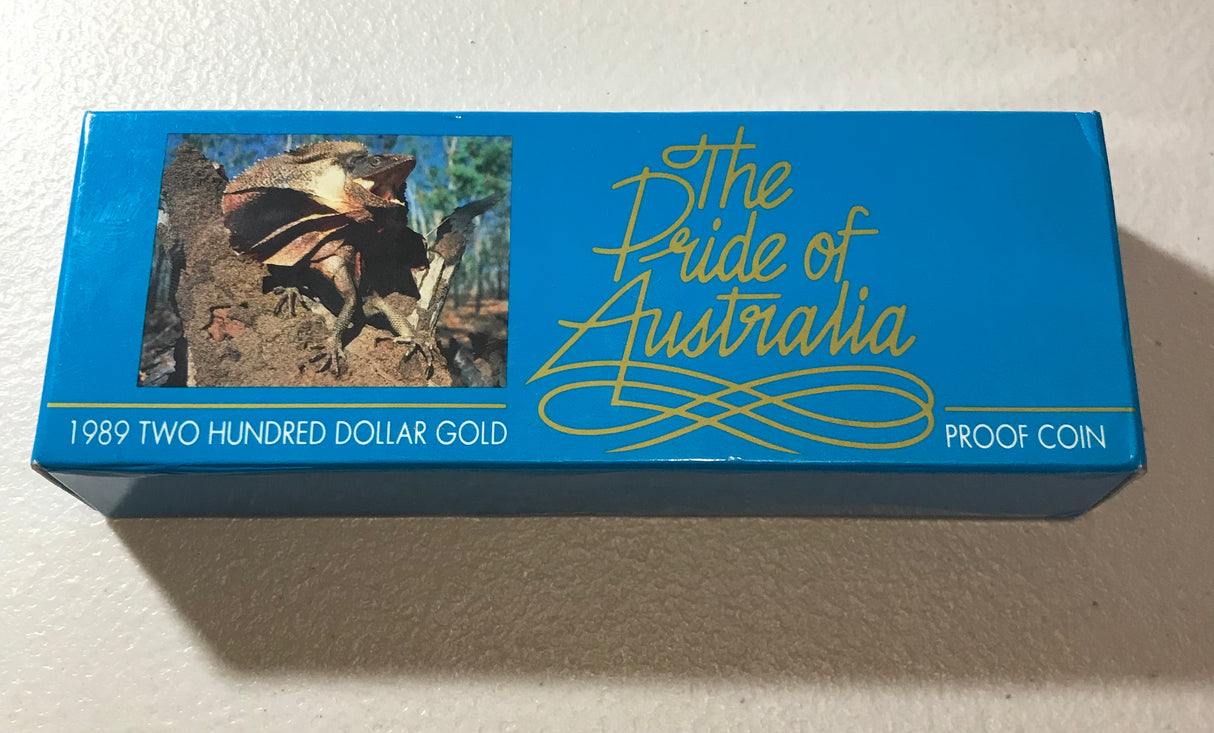 The
Pride of
Australia
1989 TWO HUNDRED DOLLAR GOLD
PROOF COIN